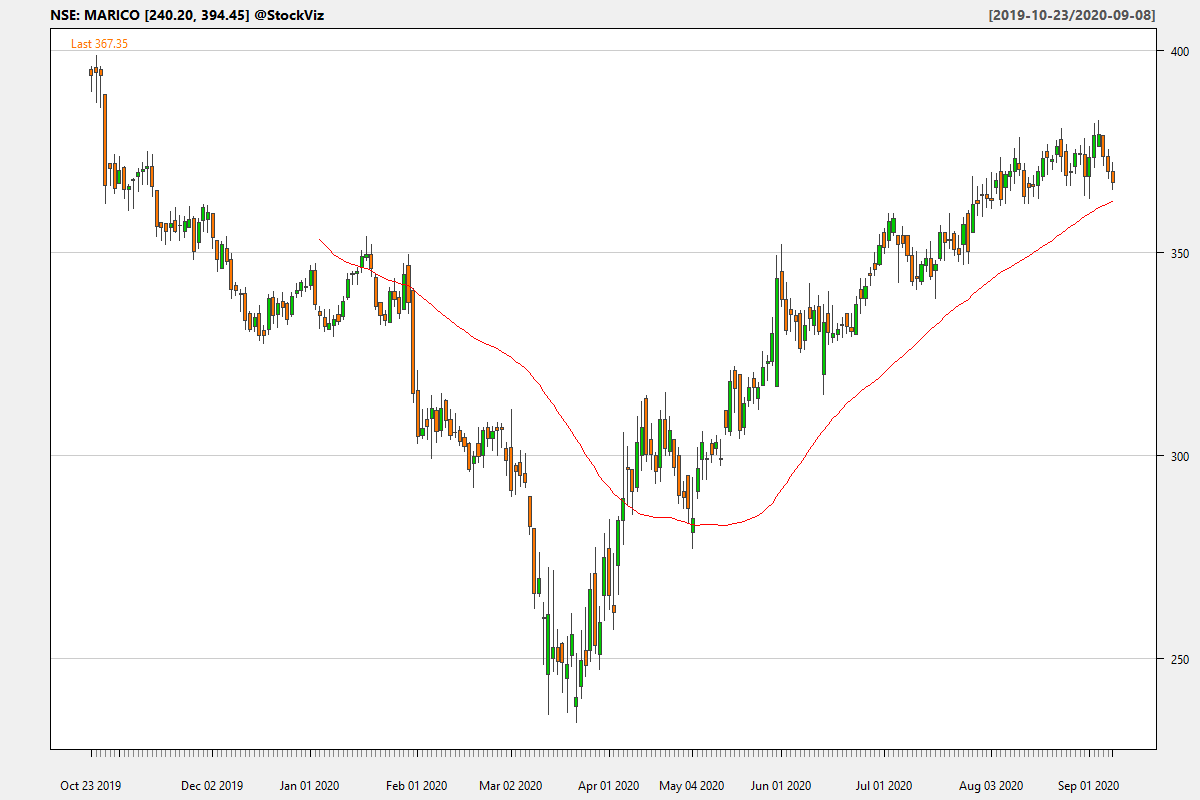 NSE: MARICO [240.20, 394.45] @StockViz
[2019-10-23/2020-09-08]
Last 367.35
400
350
300
250
Oct 23 2019
Dec 02 2019
Jan 01 2020
Feb 01 2020
Mar 02 2020
Apr 01 2020
May 04 2020
Jun 01 2020
Jul 01 2020
Aug 03 2020
Sep 01 2020